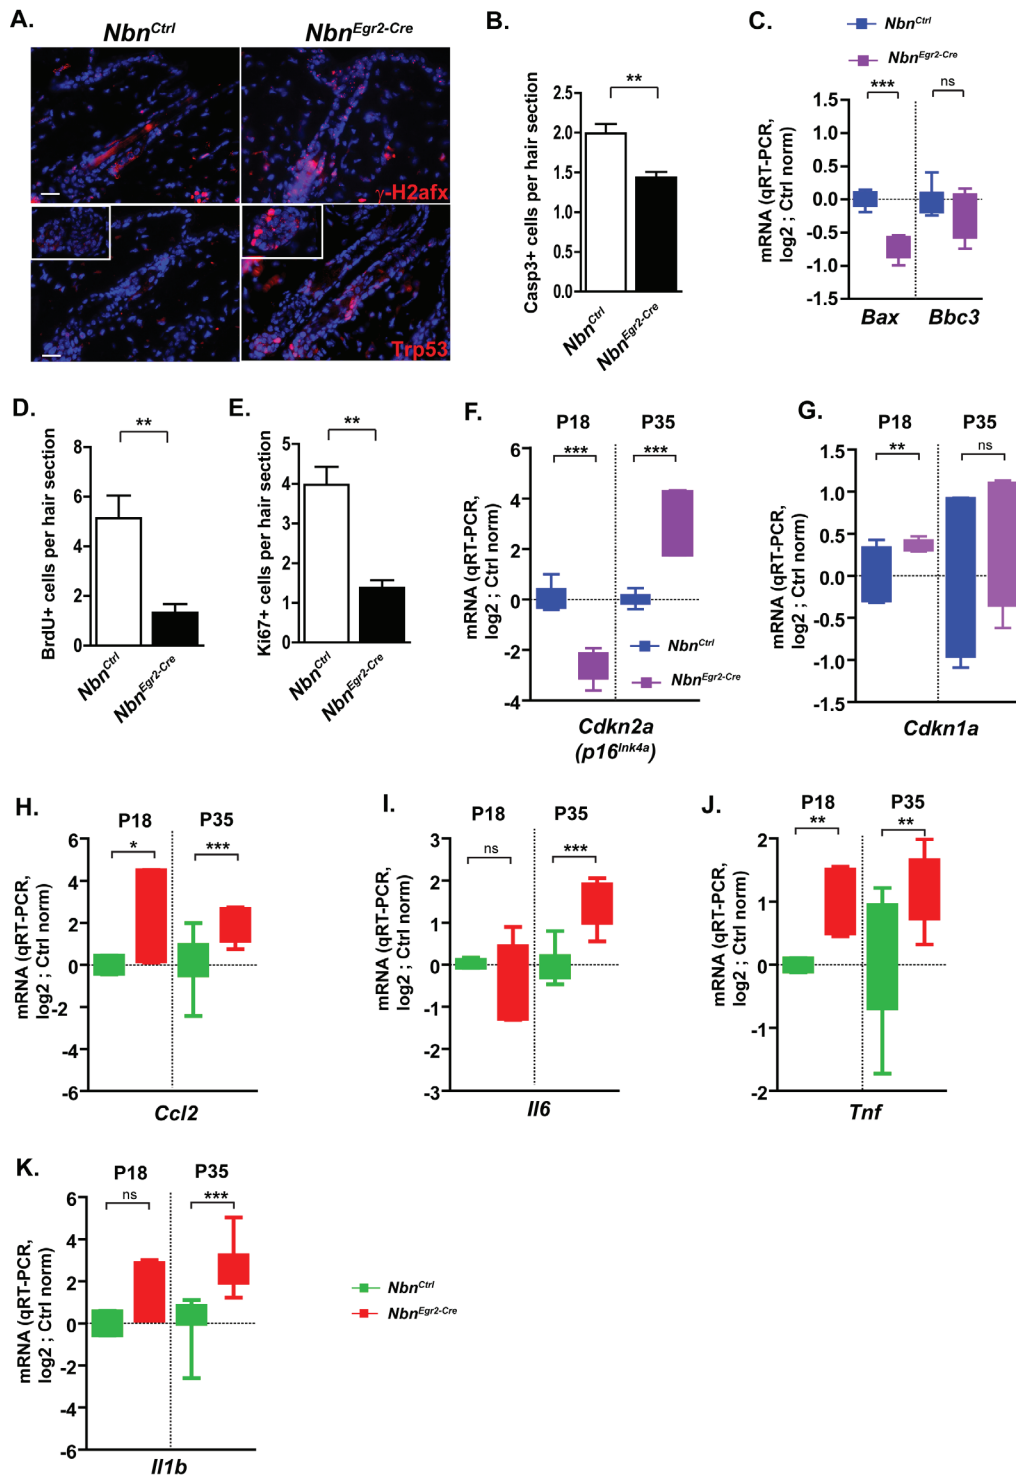 A.
Nbn^Ctrl Nbn^Egr2-Cre
γ-H2afx
Trp53
B.
**
Casp3+ cells per hair section
2.5
2.0
1.5
1.0
0.5
0.0
Nbn^Ctrl
Nbn^Egr2-Cre
C.
Nbn^Ctrl
Nbn^Egr2-Cre
*** ns
mRNA (qRT-PCR,
log2 ; Ctrl norm)
1.5
1.0
0.5
0.0
-0.5
-1.0
-1.5
Bax Bbc3
D.
**
BrdU+ cells per hair section
8
6
4
2
0
Nbn^Ctrl
Nbn^Egr2-Cre
E.
**
Ki67+ cells per hair section
5
4
3
2
1
0
Nbn^Ctrl
Nbn^Egr2-Cre
F.
P18 P35
*** ***
mRNA (qRT-PCR,
log2 ; Ctrl norm)
6
4
2
0
-2
-4
Nbn^Ctrl
Nbn^Egr2-Cre
Cdkn2a
(p16^Ink4a)
G.
P18 P35
** ns
mRNA (qRT-PCR,
log2 ; Ctrl norm)
1.5
1.0
0.5
0.0
-0.5
-1.0
-1.5
Cdkn1a
H.
P18 P35
* ***
mRNA (qRT-PCR,
log2 ; Ctrl norm)
6
4
2
0
-2
-4
-6
Ccl2
I.
P18 P35
ns ***
mRNA (qRT-PCR,
log2 ; Ctrl norm)
3
2
1
0
-1
-2
-3
Il6
J.
P18 P35
** **
mRNA (qRT-PCR,
log2 ; Ctrl norm)
2
1
0
-1
-2
Tnf
K.
P18 P35
ns ***
mRNA (qRT-PCR,
log2 ; Ctrl norm)
6
4
2
0
-2
-4
-6
Il1b
Nbn^Ctrl
Nbn^Egr2-Cre